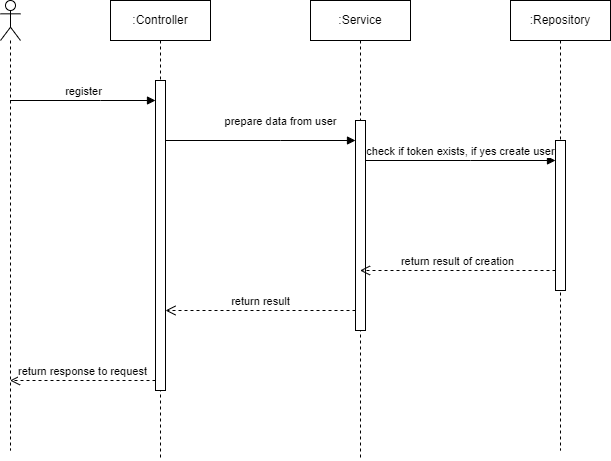 :Controller
:Service
:Repository
register
prepare data from user
check if token exists, if yes create user
return result of creation
return result
return response to request